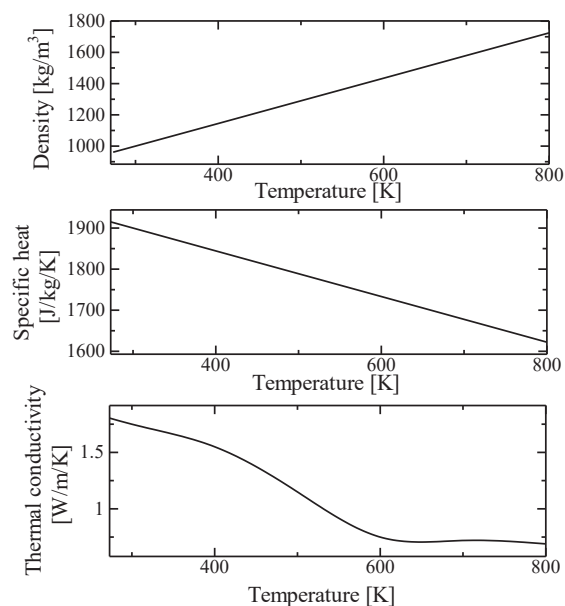 1800
1600
1400
1200
1000
Density [kg/m³]
400
600
800
Temperature [K]
1900
1800
1700
1600
Specific heat
[J/kg/K]
400
600
800
Temperature [K]
1.5
1
Thermal conductivity
[W/m/K]
400
600
800
Temperature [K]